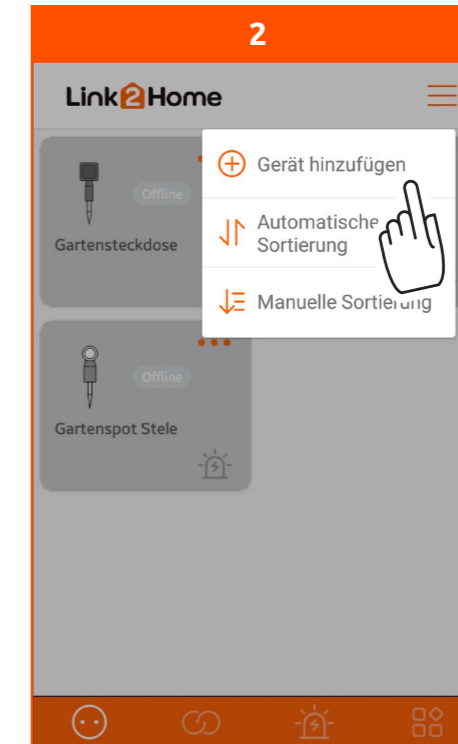 2
Link2Home
Gerät hinzufügen
Offline
Gartensteckdose
Automatische
Sortierung
Manuelle Sortierung
Offline
Gartenspot Stele